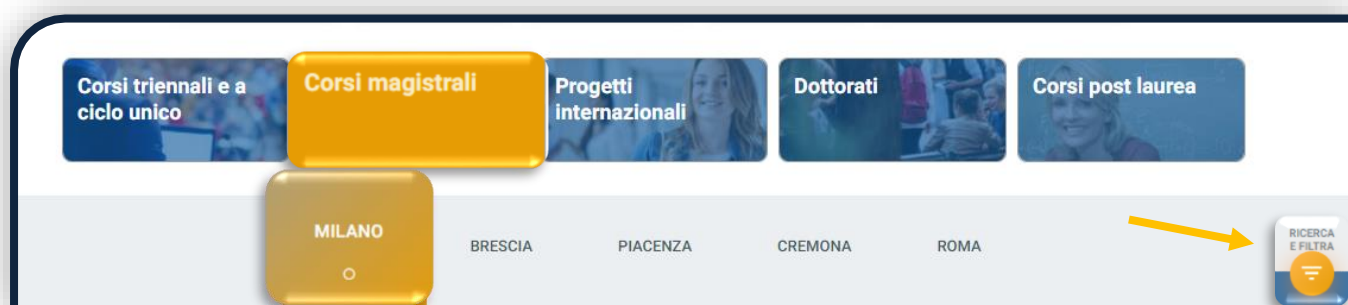 Corsi triennali e a
ciclo unico
Corsi magistrali
Progetti
internazionali
Dottorati
Corsi post laurea
MILANO
BRESCIA
PIACENZA
CREMONA
ROMA
RICERCA
E FILTRA